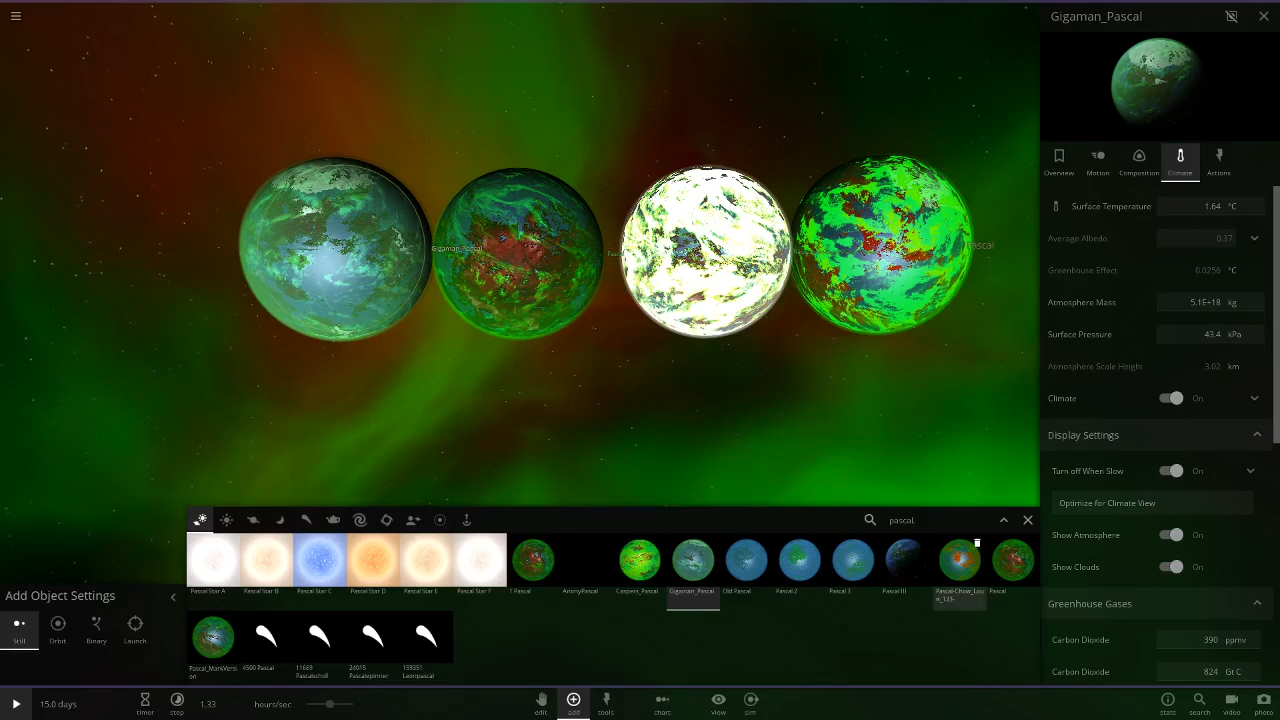 Gigaman_Pascal
Overview
Motion
Composition
Climate
Actions
Surface Temperature 1.64 °C
Average Albedo 0.37
Greenhouse Effect 0.0256 °C
Atmosphere Mass 5.1E+18 kg
Surface Pressure 43.4 kPa
Atmosphere Scale Height 3.02 km
Climate On
Display Settings
Turn off When Slow On
Optimize for Climate View
Show Atmosphere On
Show Clouds On
Greenhouse Gases
Carbon Dioxide 390 ppmv
Carbon Dioxide 824 Gt C
Gigaman_Pascal
Pascal
pascal.
Pascal Star A
Pascal Star B
Pascal Star C
Pascal Star D
Pascal Star E
Pascal Star F
T Pascal
AnonyPascal
Caspers_Pascal
Gigaman_Pascal
Old Pascal
Pascal 2
Pascal 3
Pascal III
Pascal-Chow_Lou
is_123-
Pascal
Pascal_MarkVersi
on
4500 Pascal
11669
Pascalscholl
24015
Pascalepinner
159351
Leonpascal
Add Object Settings
Still
Orbit
Binary
Launch
15.0 days
timer
step
1.33 hours/sec
edit
add
tools
chart
view
sim
stats
search
video
photo